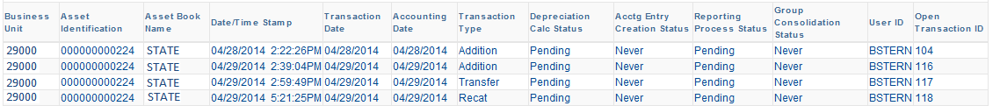 Business Unit Asset Identification Asset Book Name Date/Time Stamp Transaction Date Accounting Date Transaction Type Depreciation Calc Status Acctg Entry Creation Status Reporting Process Status Group Consolidation Status User ID Open Transaction ID
29000 000000000224 STATE 04/28/2014 2:22:26PM 04/28/2014 04/28/2014 Addition Pending Never Pending Never BSTERN 104
29000 000000000224 STATE 04/29/2014 2:39:04PM 04/29/2014 04/29/2014 Addition Pending Never Pending Never BSTERN 116
29000 000000000224 STATE 04/29/2014 2:59:49PM 04/29/2014 04/29/2014 Transfer Pending Never Pending Never BSTERN 117
29000 000000000224 STATE 04/29/2014 5:21:25PM 04/29/2014 04/29/2014 Recat Pending Never Pending Never BSTERN 118